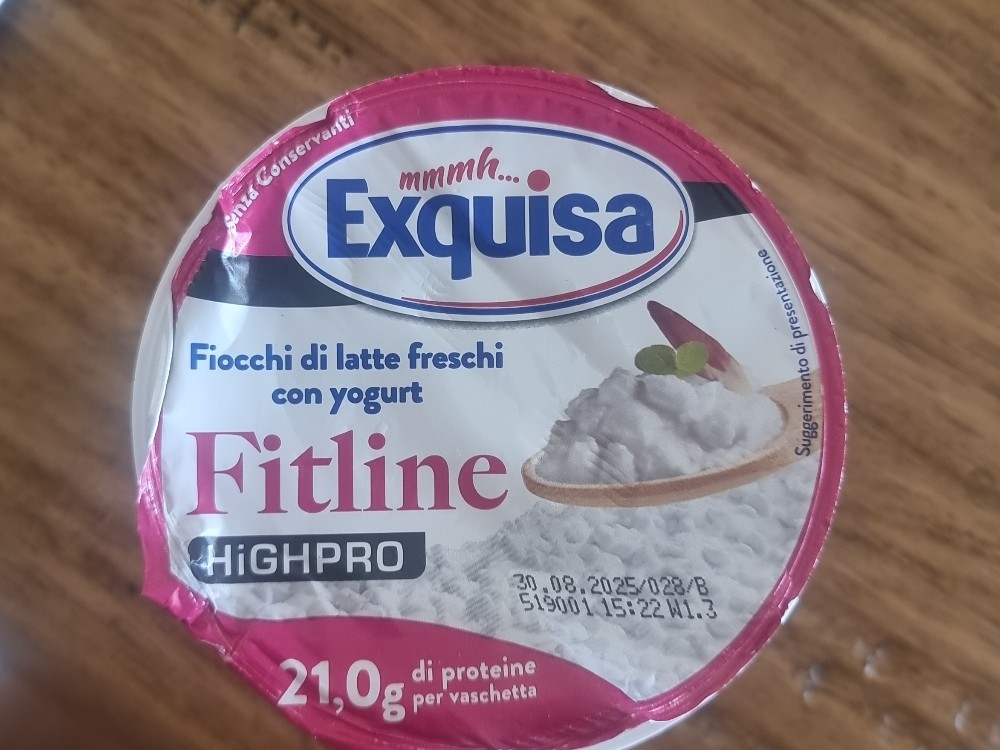 Senza Conservanti
mmmh...
Exquisa
Fiocchi di latte freschi
con yogurt
Fitline
HiGHPRO
Suggerimento di presentazione
30.08.2025/028/B
519001 15:22 W1.3
21,0g
di proteine
per vaschetta